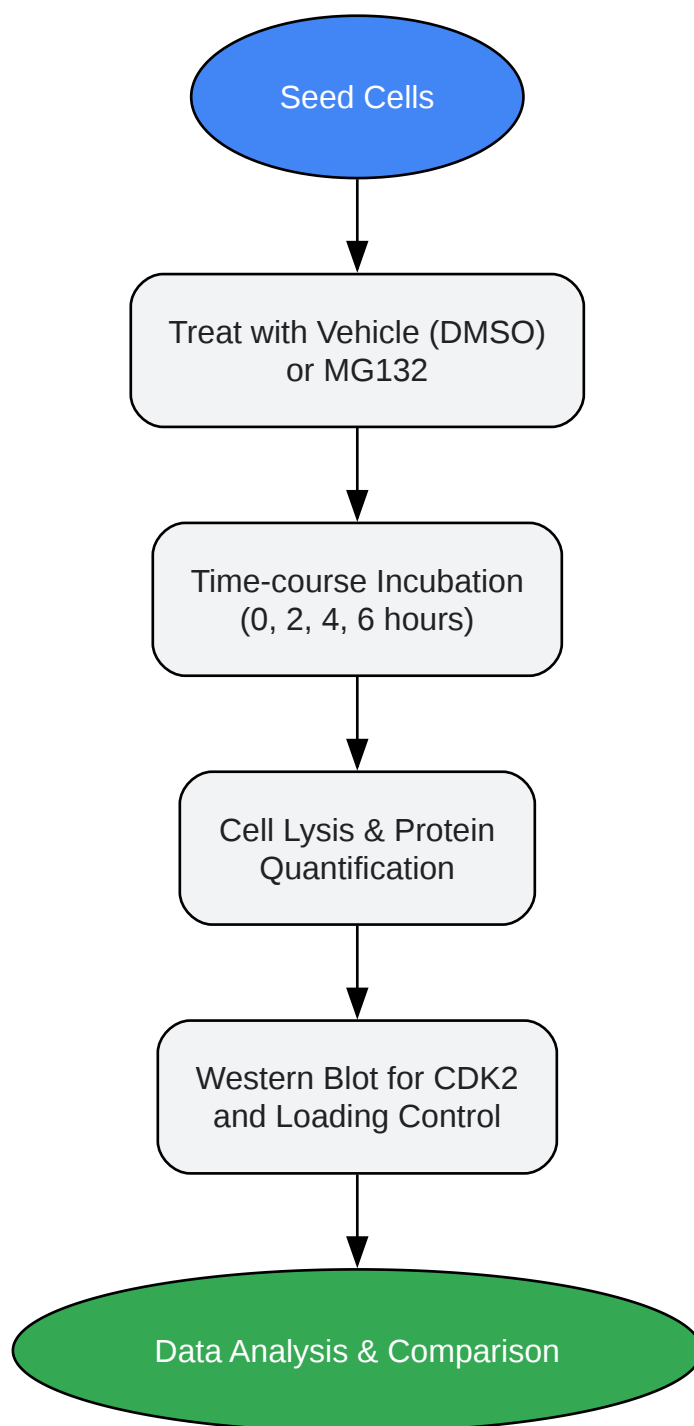 Seed Cells
Treat with Vehicle (DMSO)
or MG132
Time-course Incubation
(0, 2, 4, 6 hours)
Cell Lysis & Protein
Quantification
Western Blot for CDK2
and Loading Control
Data Analysis & Comparison